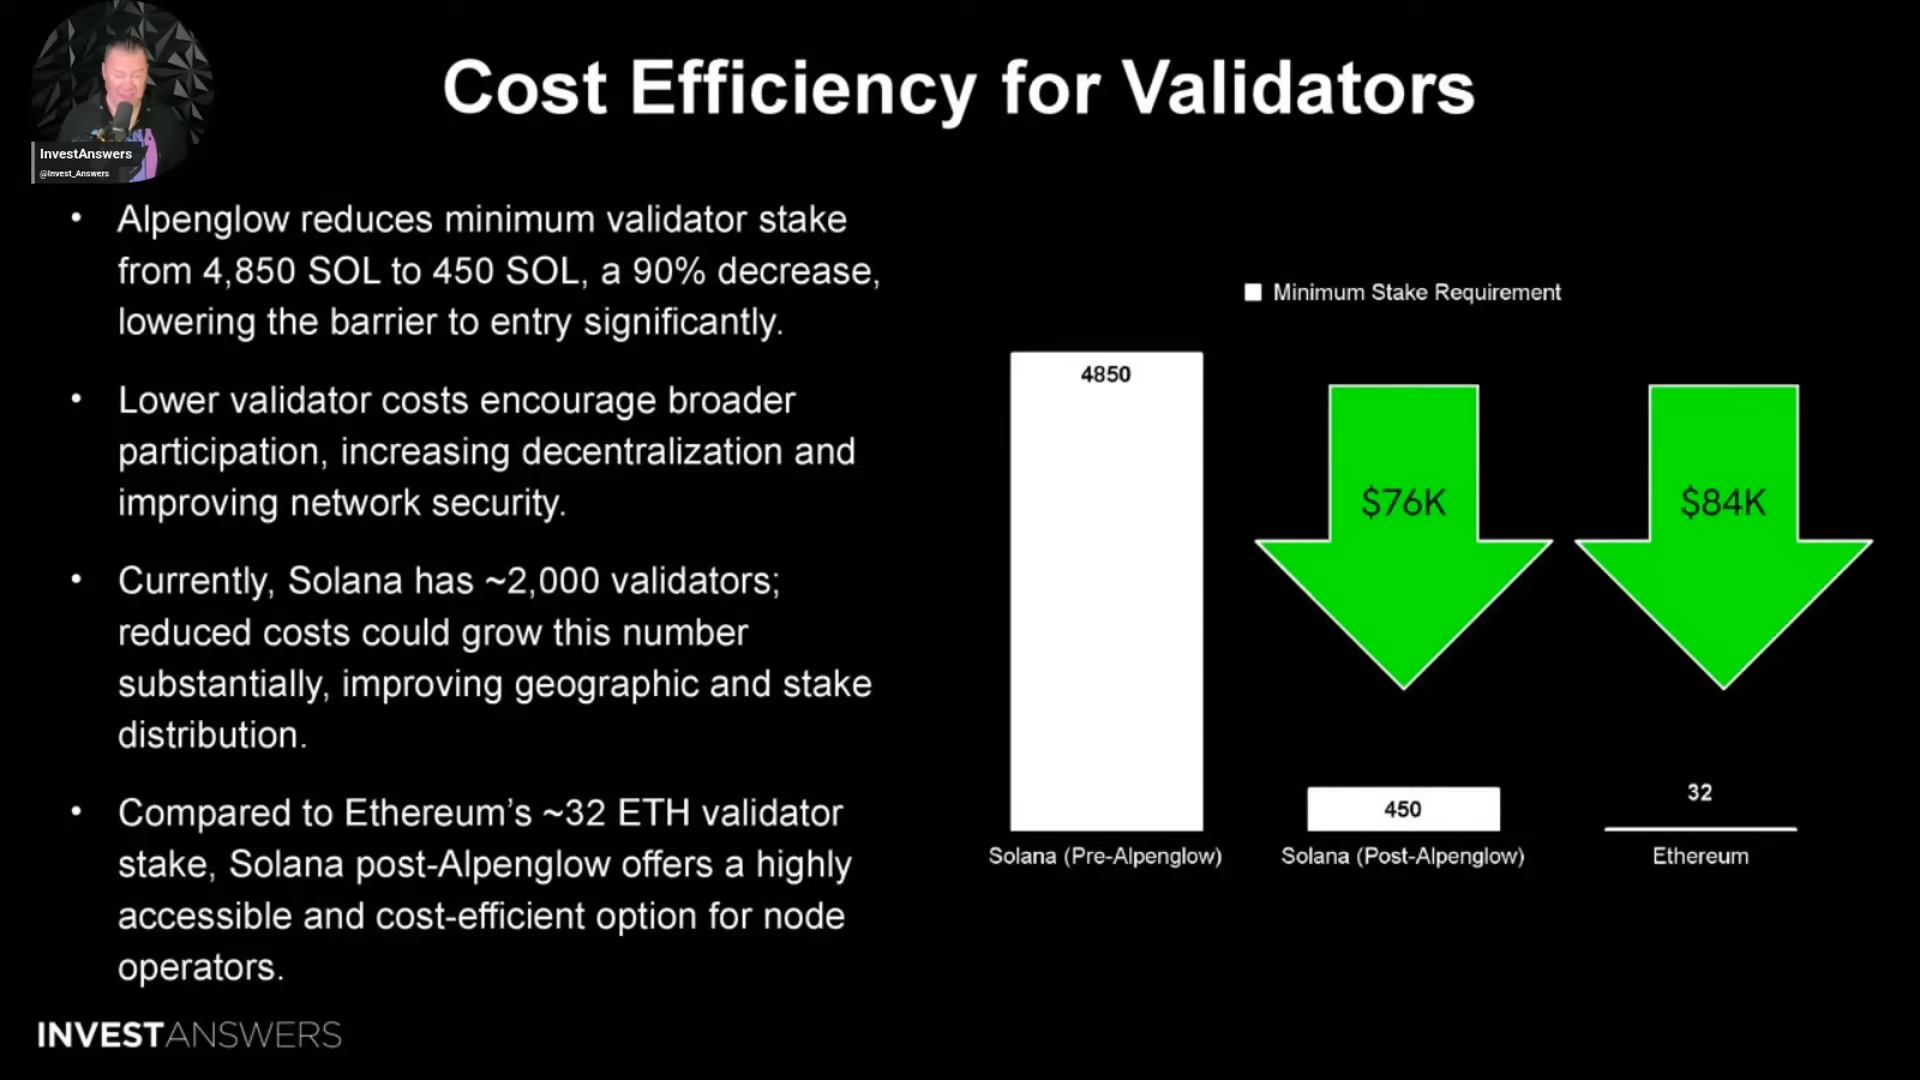 Cost Efficiency for Validators
InvestAnswers
@Invest_Answers
• Alpenglow reduces minimum validator stake
from 4,850 SOL to 450 SOL, a 90% decrease,
lowering the barrier to entry significantly.
• Lower validator costs encourage broader
participation, increasing decentralization and
improving network security.
• Currently, Solana has ~2,000 validators;
reduced costs could grow this number
substantially, improving geographic and stake
distribution.
• Compared to Ethereum’s ~32 ETH validator
stake, Solana post-Alpenglow offers a highly
accessible and cost-efficient option for node
operators.
Minimum Stake Requirement
4850
$76K
$84K
450
32
Solana (Pre-Alpenglow)
Solana (Post-Alpenglow)
Ethereum
INVESTANSWERS